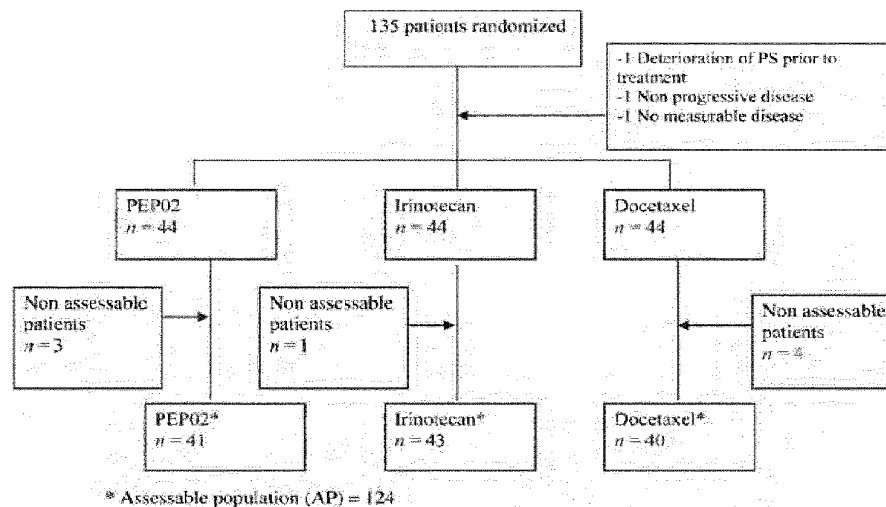 135 patients randomized
-1 Deterioration of PS prior to
treatment
-1 Non progressive disease
-1 No measurable disease
PEP02
n = 44
Irinotecan
n = 44
Docetaxel
n = 44
Non assessable
patients
n = 3
Non assessable
patients
n = 1
Non assessable
patients
n = 4
PEP02*
n = 41
Irinotecan*
n = 43
Docetaxel*
n = 40
* Assessable population (AP) = 124